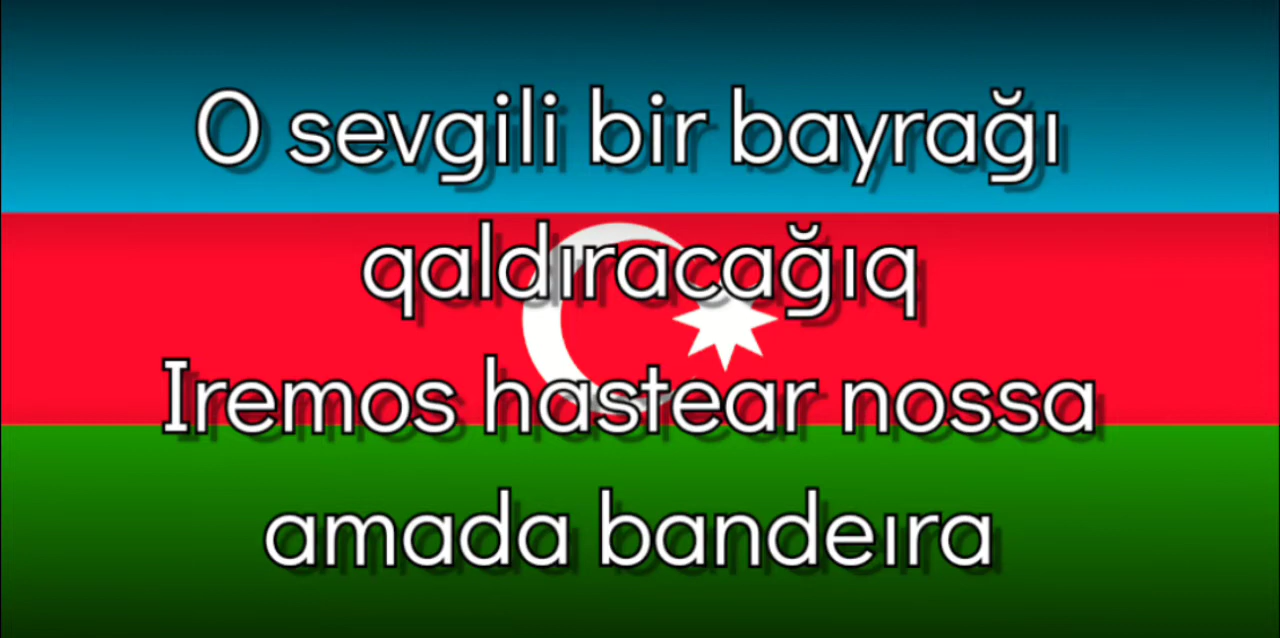 O sevgili bir bayrağı
qaldıracağıq
Iremos hastear nossa
amada bandeıra